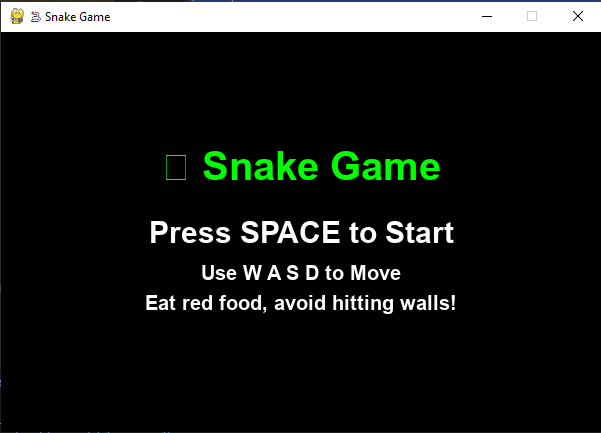 🐍 Snake Game
▯ Snake Game
Press SPACE to Start
Use W A S D to Move
Eat red food, avoid hitting walls!